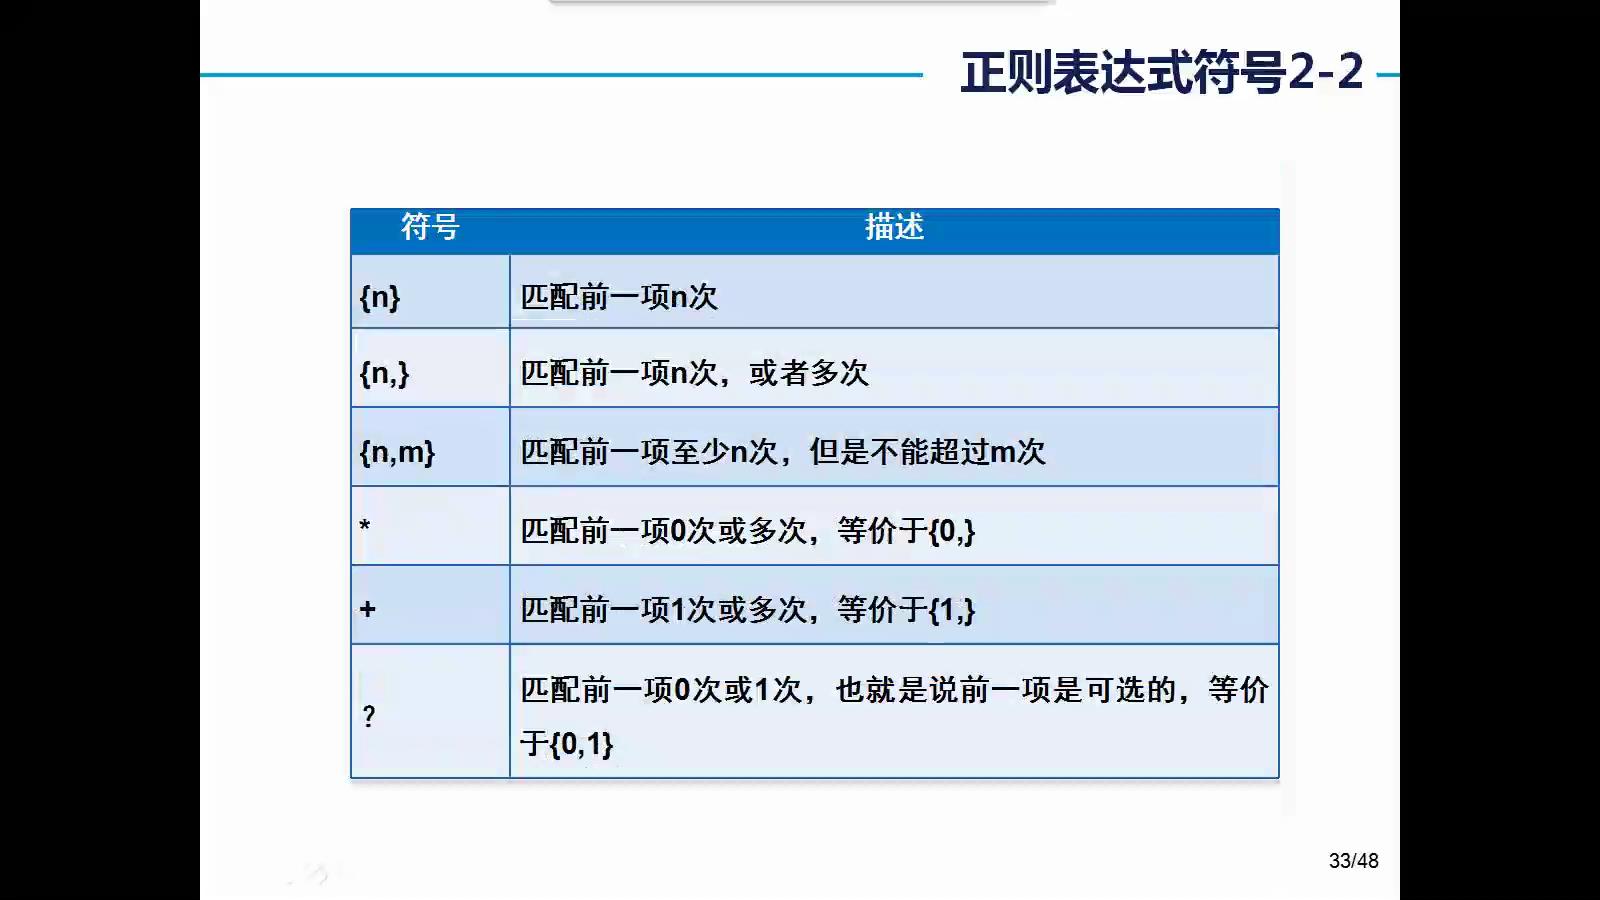 正则表达式符号2-2
符号 描述
{n} 匹配前一项n次
{n,} 匹配前一项n次，或者多次
{n,m} 匹配前一项至少n次，但是不能超过m次
* 匹配前一项0次或多次，等价于{0,}
+ 匹配前一项1次或多次，等价于{1,}
? 匹配前一项0次或1次，也就是说前一项是可选的，等价
于{0,1}
33/48